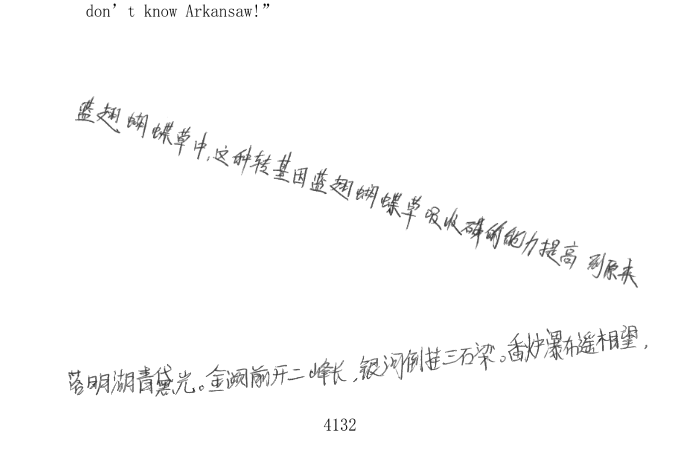 don’t know Arkansaw!”
蓝翅蝴蝶草中,这种转基因蓝翅蝴蝶草吸收磷的能力提高到原来
落明湖青黛光。金阙前开二峰长,银河倒挂三石梁。香炉瀑布遥相望,
4132